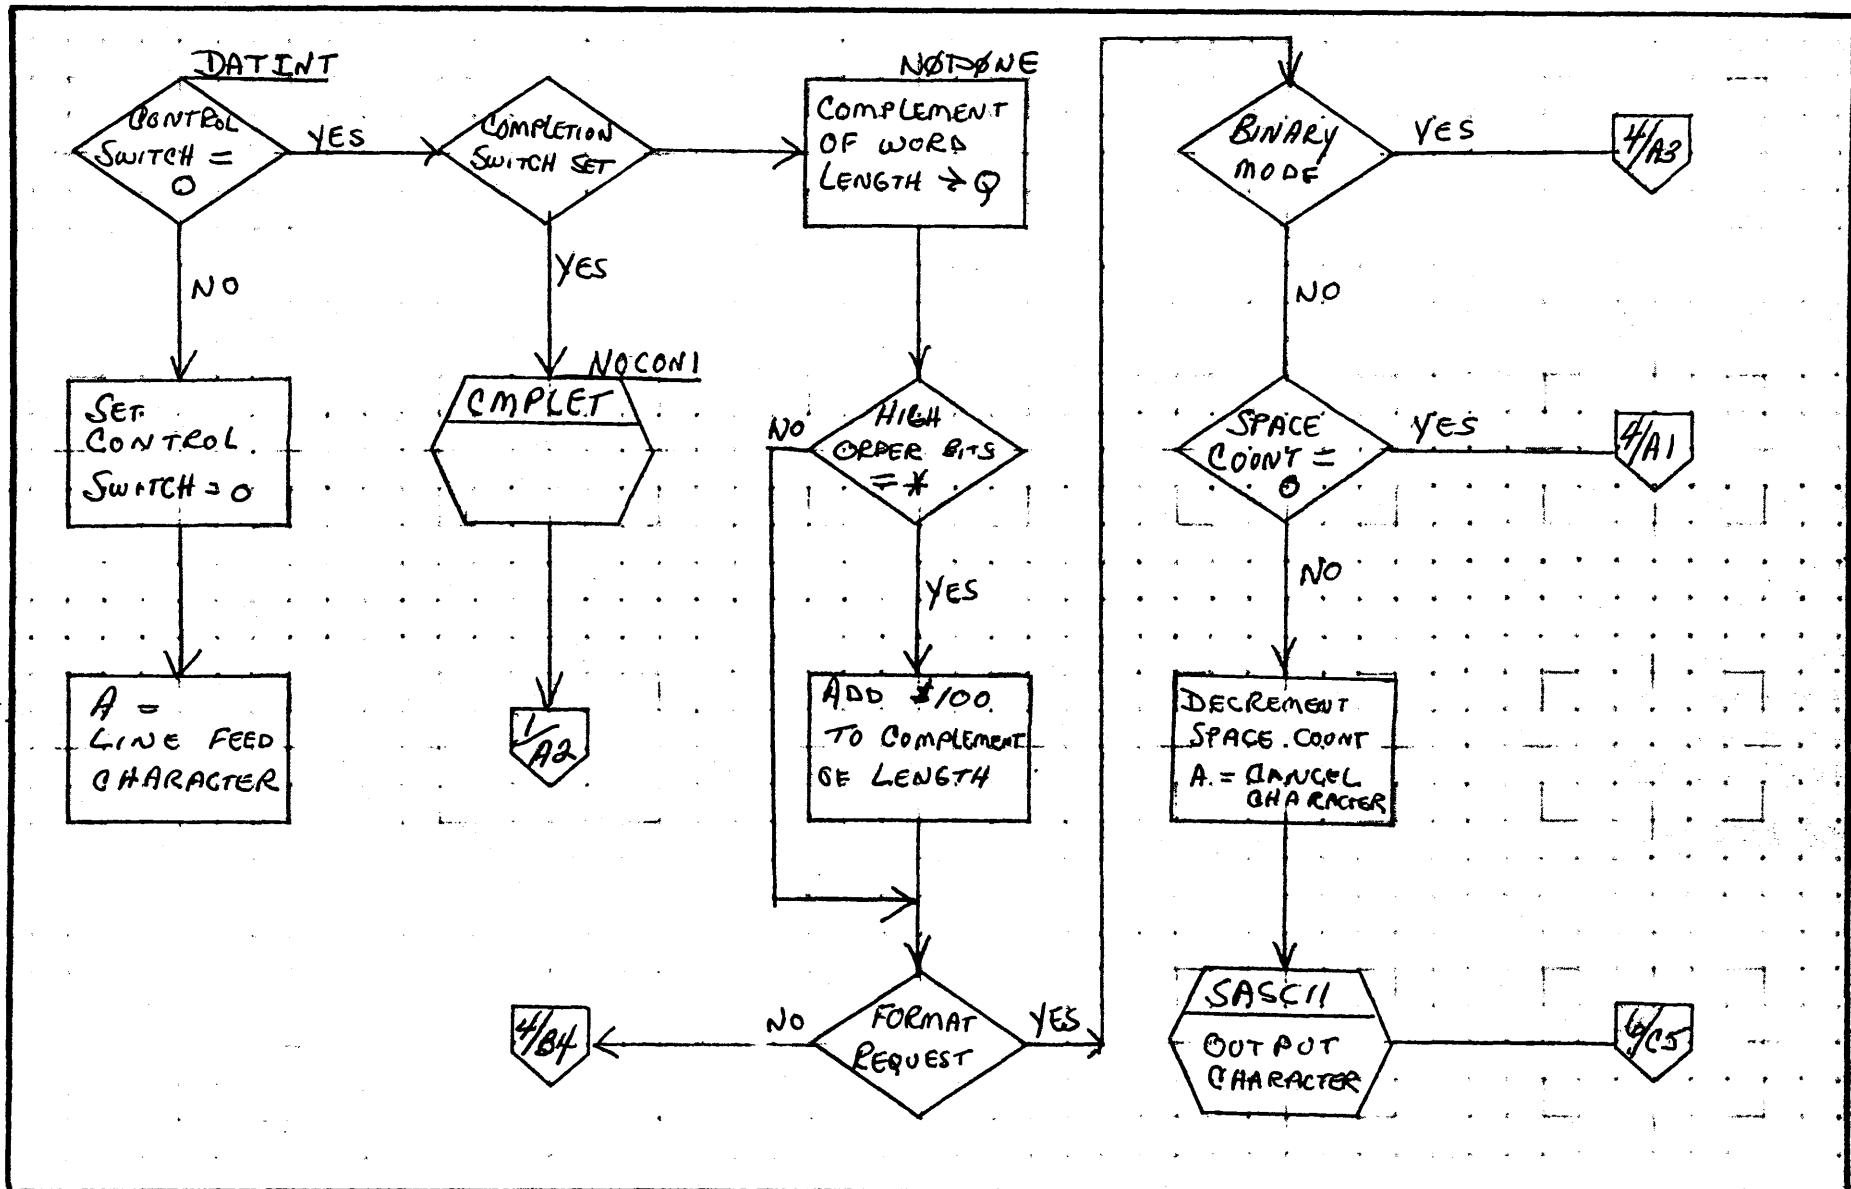 DATINT
CONTROL
SWITCH =
0
YES
NO
SET
CONTROL
SWITCH = 0
A =
LINE FEED
CHARACTER
COMPLETION
SWITCH SET
YES
NOCON1
CMPLET
1/A2
NØTDØNE
COMPLEMENT
OF WORD
LENGTH → Q
HIGH
ORDER BITS
= *
NO
YES
ADD $100
TO COMPLEMENT
OF LENGTH
FORMAT
REQUEST
NO
4/B4
YES
BINARY
MODE
YES
4/A3
NO
SPACE
COUNT =
0
YES
4/A1
NO
DECREMENT
SPACE COUNT
A = CANCEL
CHARACTER
SASCII
OUTPUT
CHARACTER
6/C5